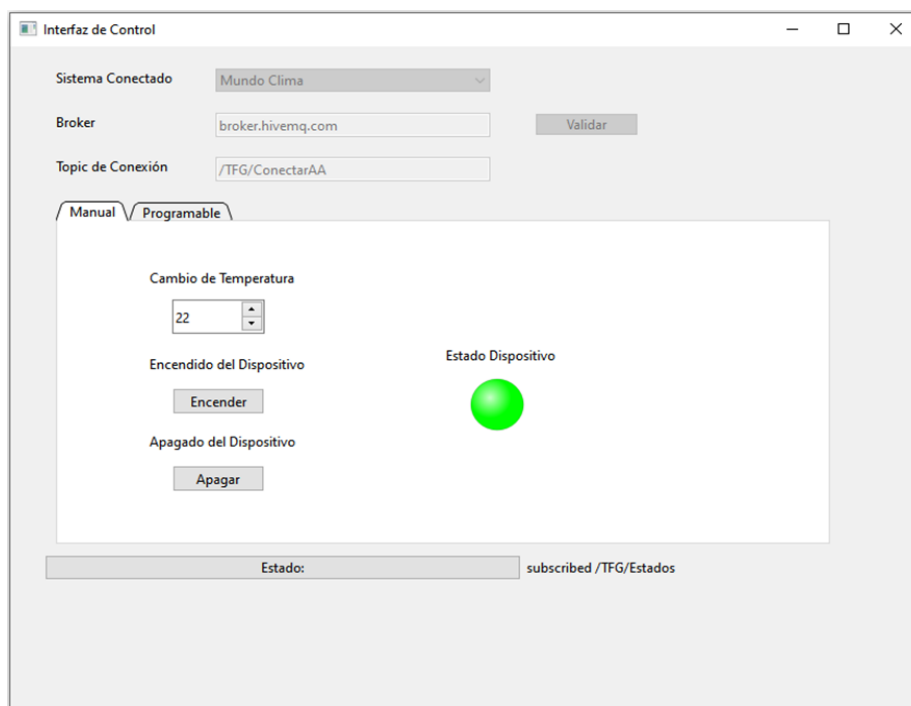 Interfaz de Control
Sistema Conectado Mundo Clima
Broker broker.hivemq.com Validar
Topic de Conexión /TFG/ConectarAA
Manual Programable
Cambio de Temperatura
22
Encendido del Dispositivo
Estado Dispositivo
Encender
Apagado del Dispositivo
Apagar
Estado: subscribed /TFG/Estados